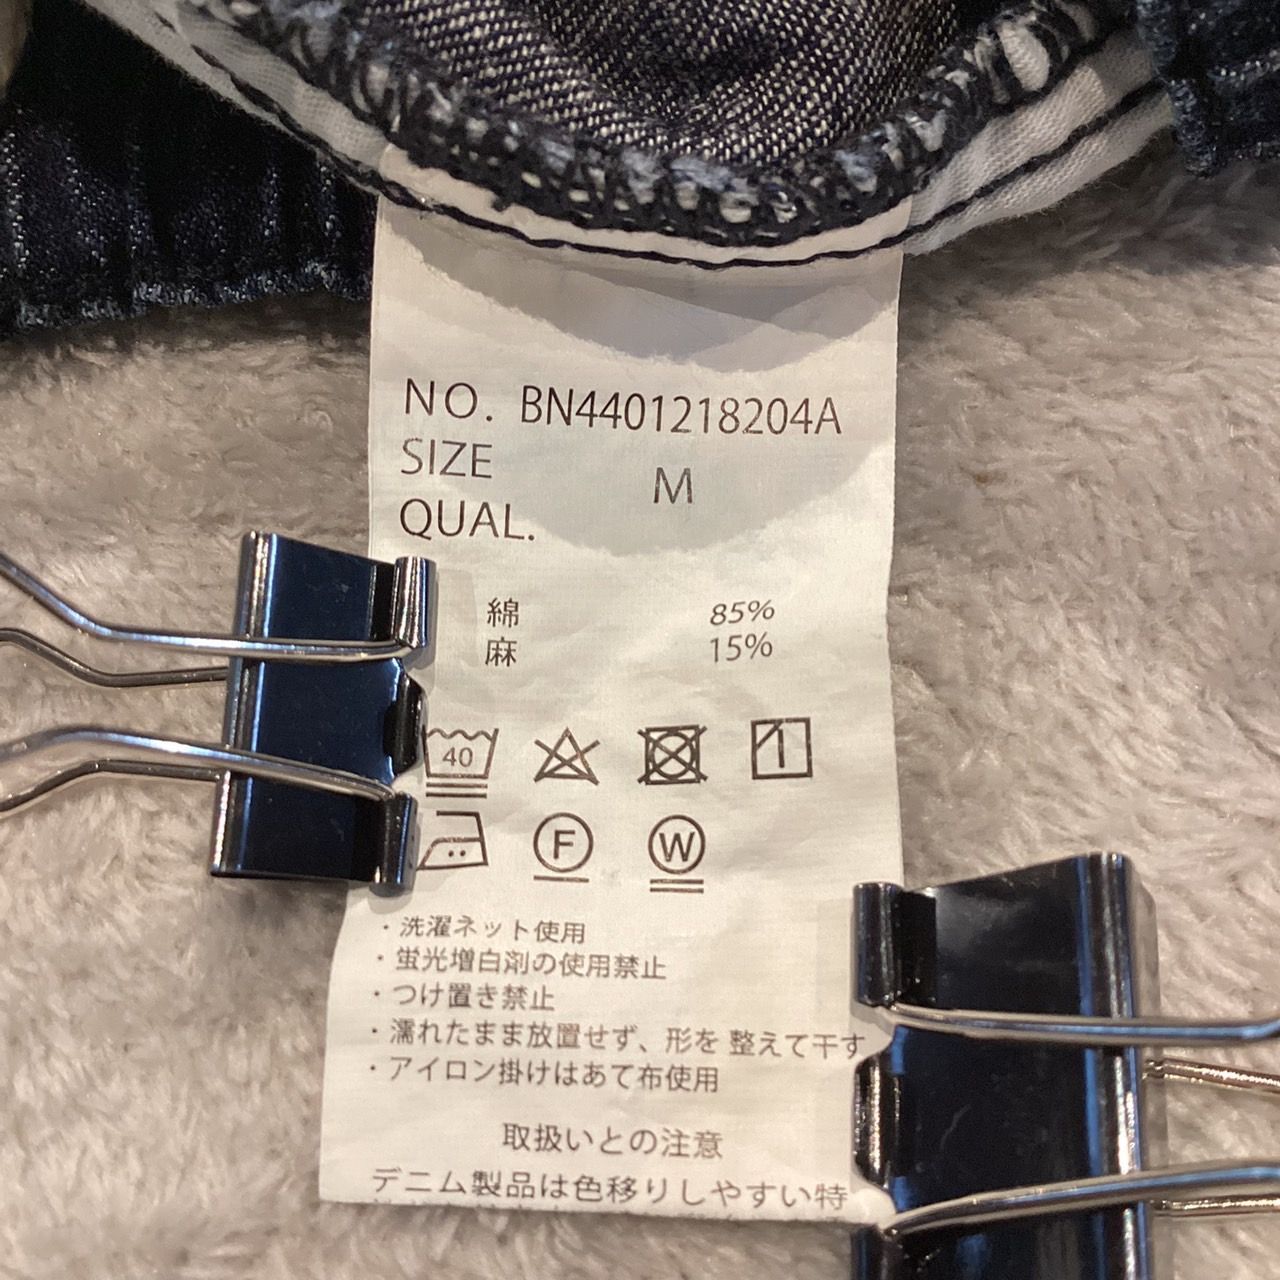 NO. BN4401218204A
SIZE M
QUAL.
綿 85%
麻 15%
40
F W
・洗濯ネット使用
・蛍光増白剤の使用禁止
・つけ置き禁止
・濡れたまま放置せず、形を 整えて干す
・アイロン掛けはあて布使用
取扱いとの注意
デニム製品は色移りしやすい特